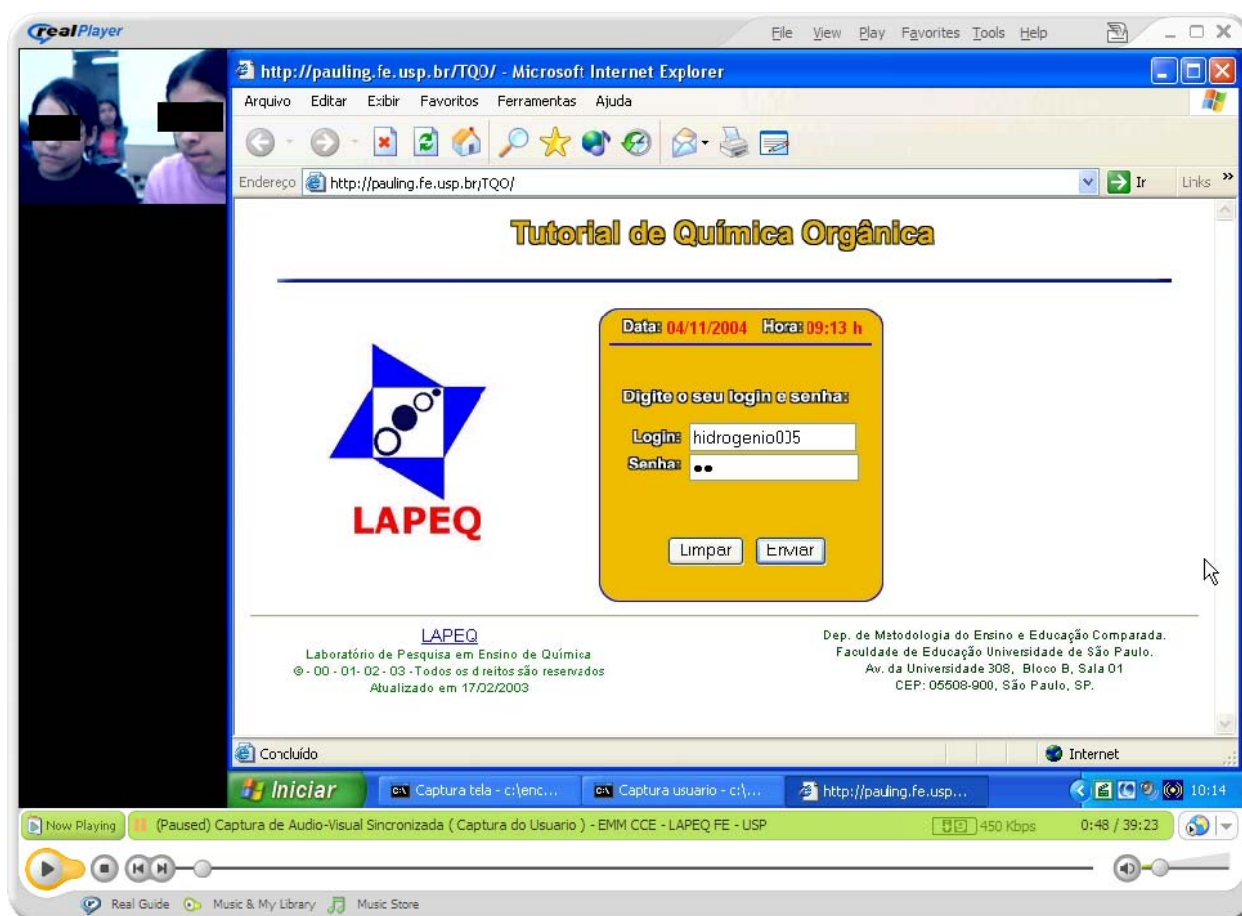 realPlayer
File View Play Favorites Tools Help
http://pauling.fe.usp.br/TQO/ - Microsoft Internet Explorer
Arquivo Editar Exibir Favoritos Ferramentas Ajuda
Endereço http://pauling.fe.usp.br/TQO/ Ir Links »
Tutorial de Química Orgânica
Data: 04/11/2004 Hora: 09:13 h
Digite o seu login e senha:
Login: hidrogenio005
Senha: ●●
Limpar Enviar
LAPEQ
LAPEQ
Laboratório de Pesquisa em Ensino de Química
© - 00 - 01- 02 - 03 - Todos os direitos são reservados
Atualizado em 17/02/2003
Dep. de Metodologia do Ensino e Educação Comparada.
Faculdade de Educação Universidade de São Paulo.
Av. da Universidade 308, Bloco B, Sala 01
CEP: 05508-900, São Paulo, SP.
Concluído Internet
Iniciar Captura tela - c:\enc... Captura usuario - c:\... http://pauling.fe.usp... 10:14
Now Playing (Paused) Captura de Audio-Visual Sincronizada ( Captura do Usuario ) - EMM CCE - LAPEQ FE - USP 450 Kbps 0:48 / 39:23
Real Guide Music & My Library Music Store